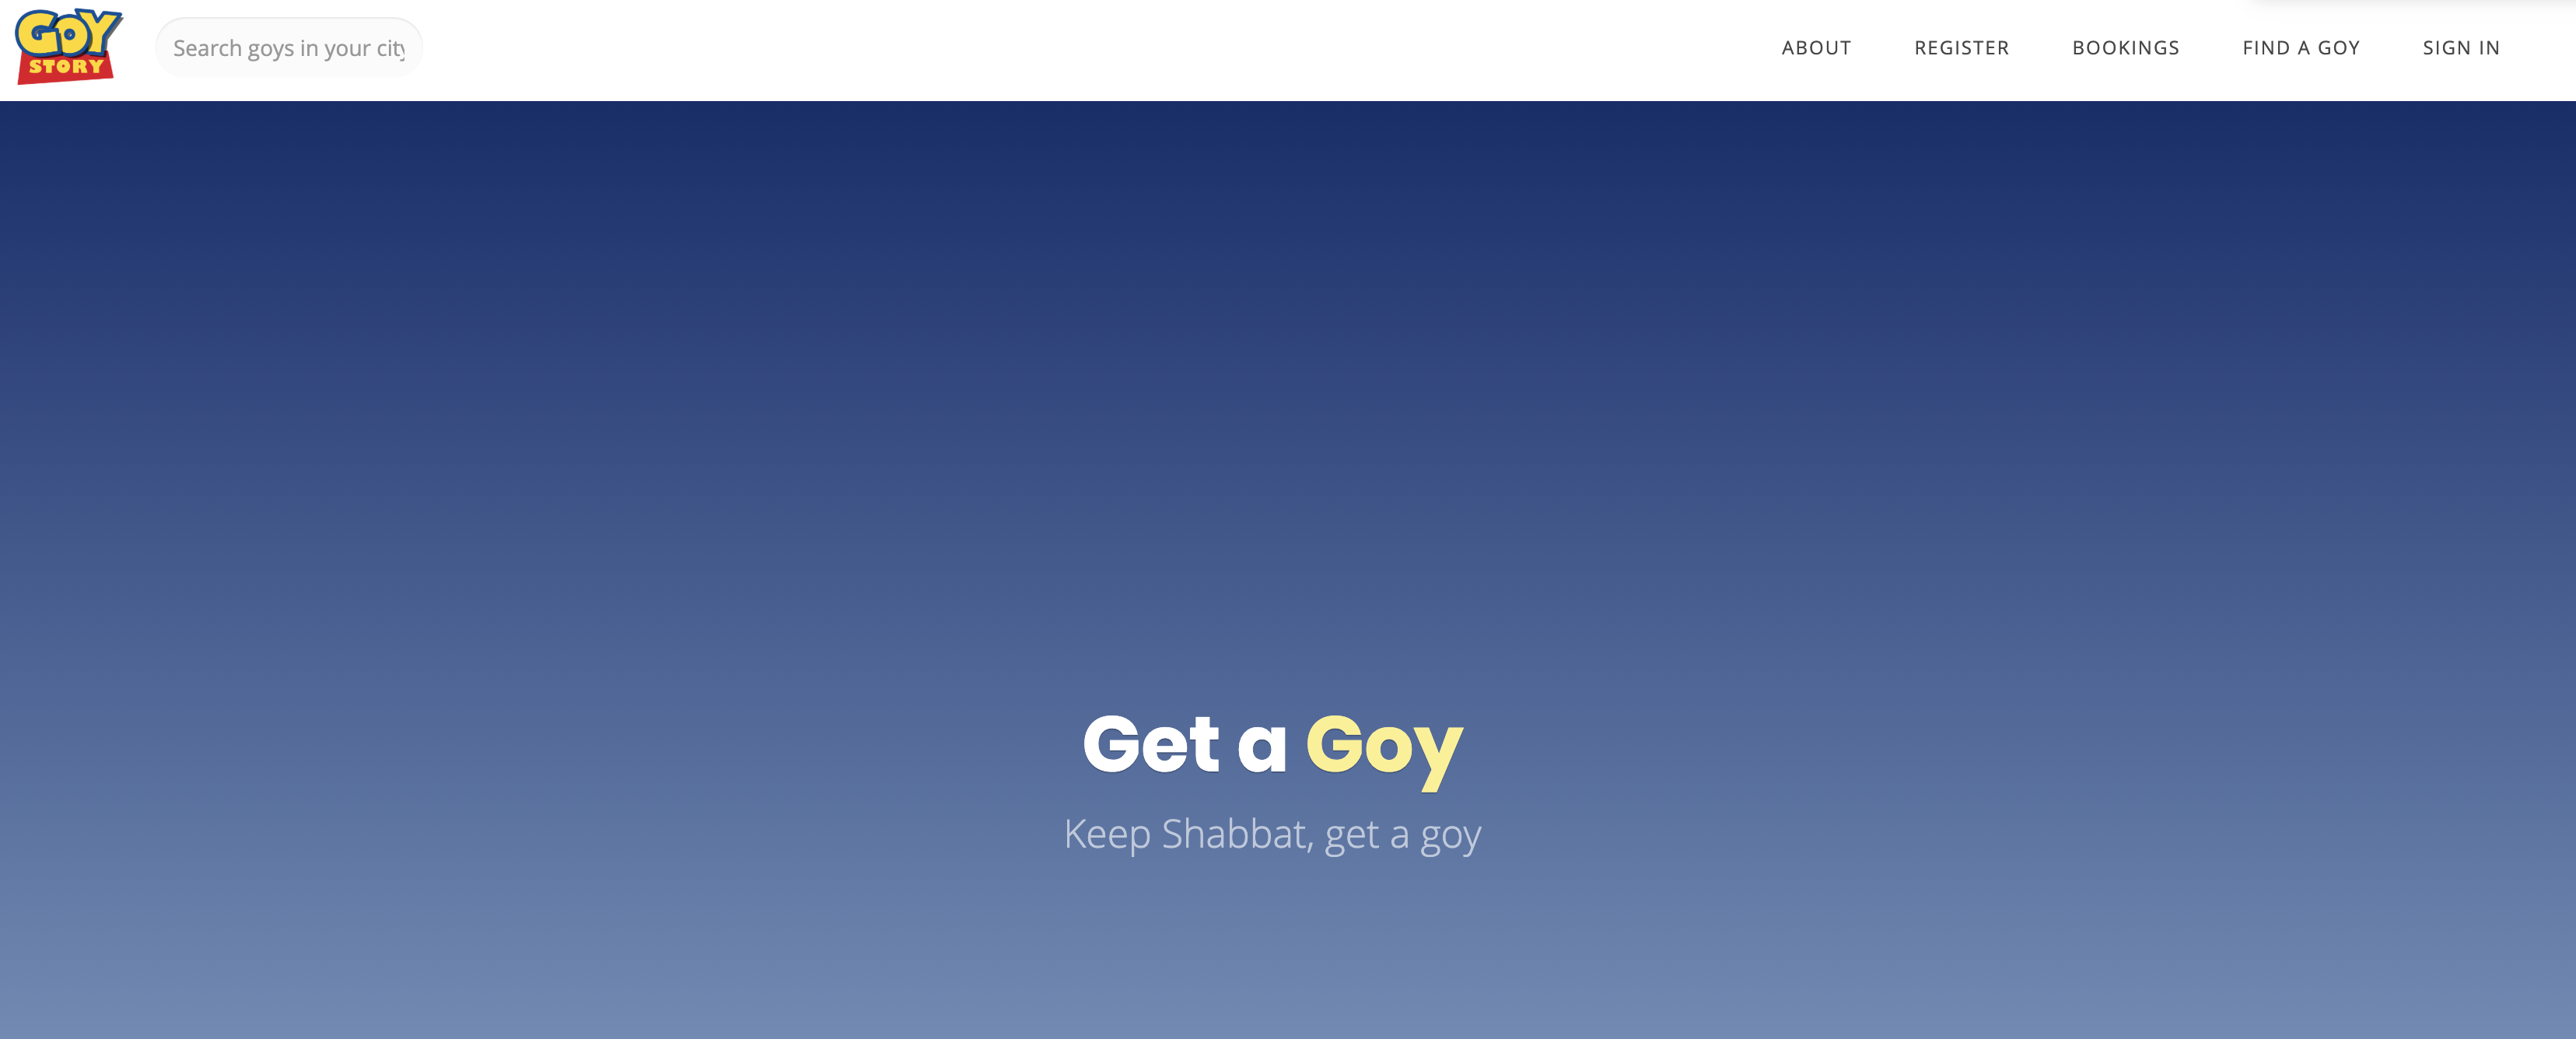 GOY
STORY
Search goys in your city
ABOUT
REGISTER
BOOKINGS
FIND A GOY
SIGN IN
Get a Goy
Keep Shabbat, get a goy